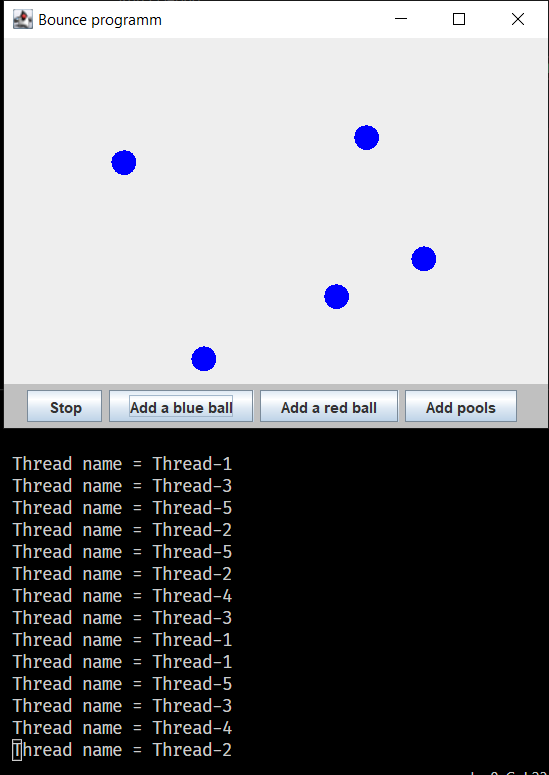 Bounce programm
Stop Add a blue ball Add a red ball Add pools
Thread name = Thread-1
Thread name = Thread-3
Thread name = Thread-5
Thread name = Thread-2
Thread name = Thread-5
Thread name = Thread-2
Thread name = Thread-4
Thread name = Thread-3
Thread name = Thread-1
Thread name = Thread-1
Thread name = Thread-5
Thread name = Thread-3
Thread name = Thread-4
Thread name = Thread-2